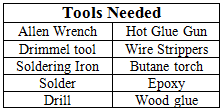 Tools Needed
Allen Wrench Hot Glue Gun
Drimmel tool Wire Strippers
Soldering Iron Butane torch
Solder Epoxy
Drill Wood glue